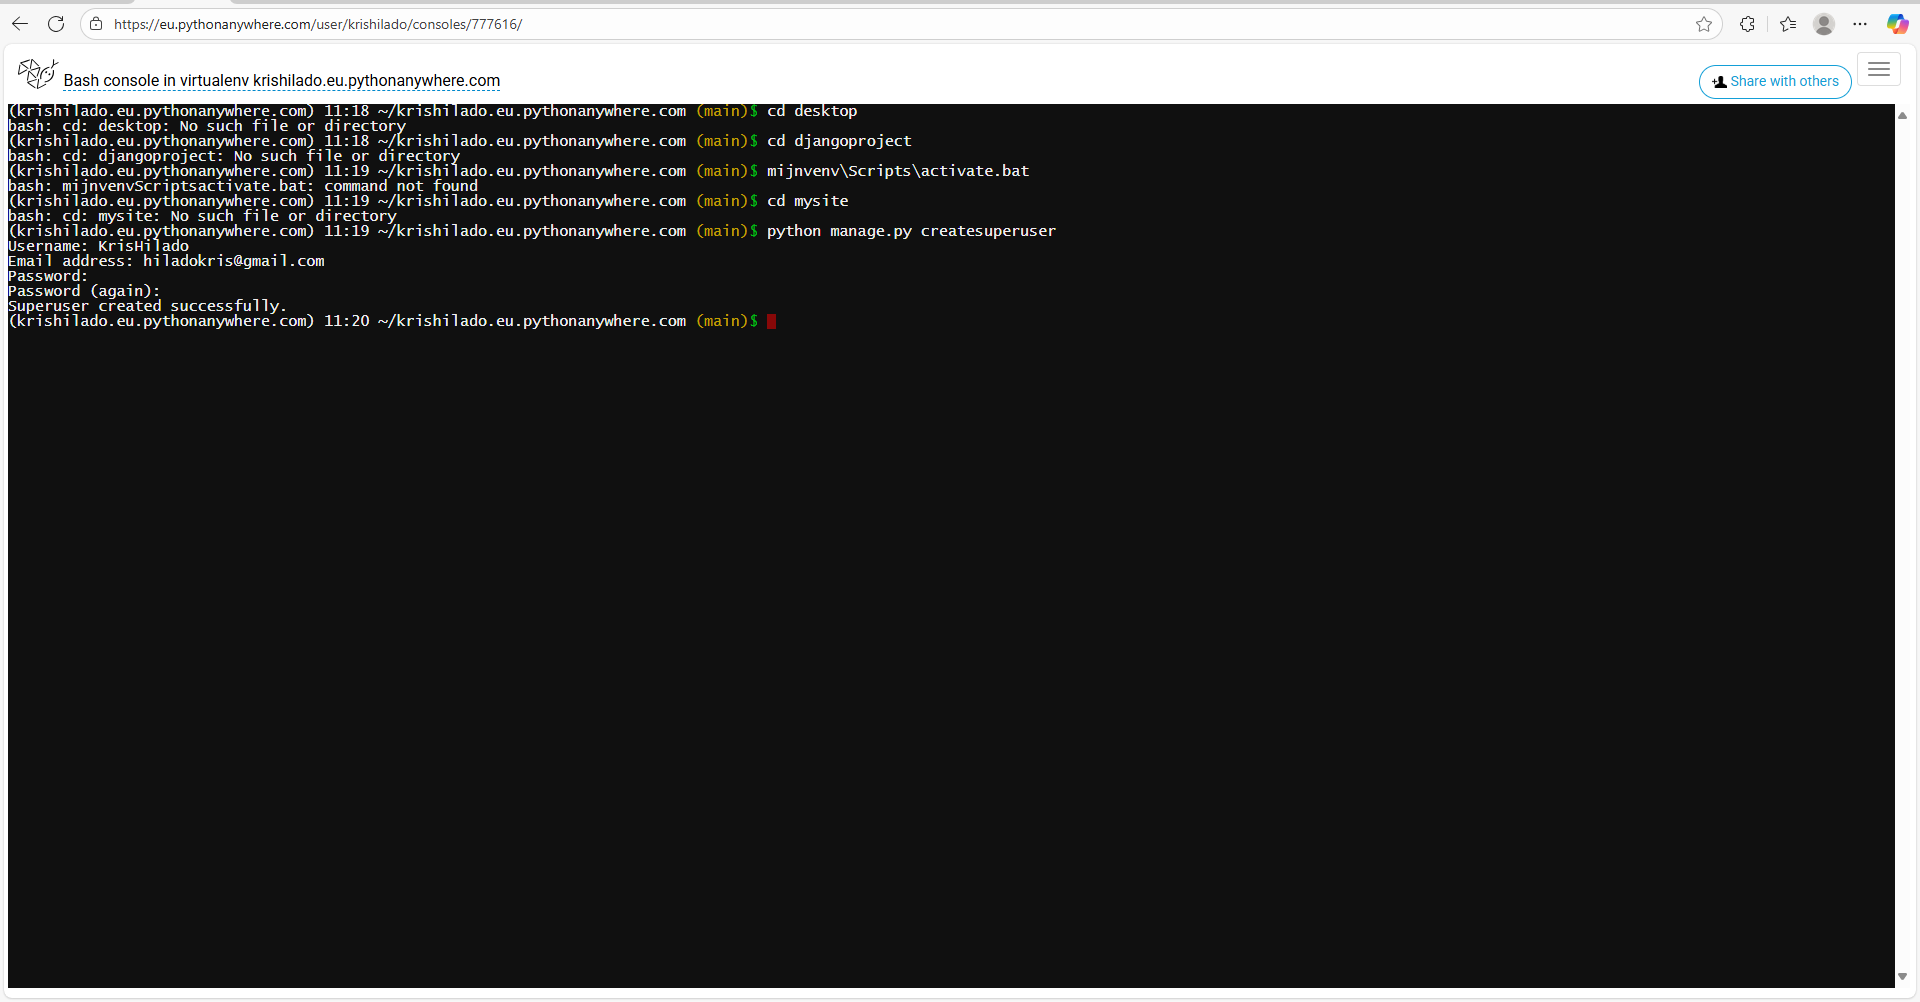 https://eu.pythonanywhere.com/user/krishilado/consoles/777616/
Bash console in virtualenv krishilado.eu.pythonanywhere.com
Share with others
(krishilado.eu.pythonanywhere.com) 11:18 ~/krishilado.eu.pythonanywhere.com (main)$ cd desktop
bash: cd: desktop: No such file or directory
(krishilado.eu.pythonanywhere.com) 11:18 ~/krishilado.eu.pythonanywhere.com (main)$ cd djangoproject
bash: cd: djangoproject: No such file or directory
(krishilado.eu.pythonanywhere.com) 11:19 ~/krishilado.eu.pythonanywhere.com (main)$ mijnvenv\Scripts\activate.bat
bash: mijnvenvScriptsactivate.bat: command not found
(krishilado.eu.pythonanywhere.com) 11:19 ~/krishilado.eu.pythonanywhere.com (main)$ cd mysite
bash: cd: mysite: No such file or directory
(krishilado.eu.pythonanywhere.com) 11:19 ~/krishilado.eu.pythonanywhere.com (main)$ python manage.py createsuperuser
Username: KrisHilado
Email address: hiladokris@gmail.com
Password:
Password (again):
Superuser created successfully.
(krishilado.eu.pythonanywhere.com) 11:20 ~/krishilado.eu.pythonanywhere.com (main)$